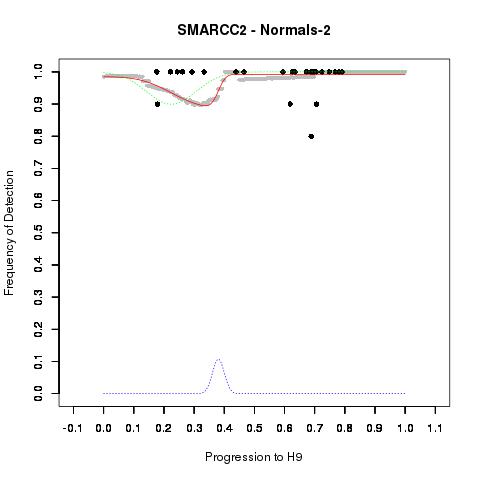 SMARCC2 - Normals-2
Frequency of Detection
1.0
0.9
0.8
0.7
0.6
0.5
0.4
0.3
0.2
0.1
0.0
-0.1 0.0 0.1 0.2 0.3 0.4 0.5 0.6 0.7 0.8 0.9 1.0 1.1
Progression to H9